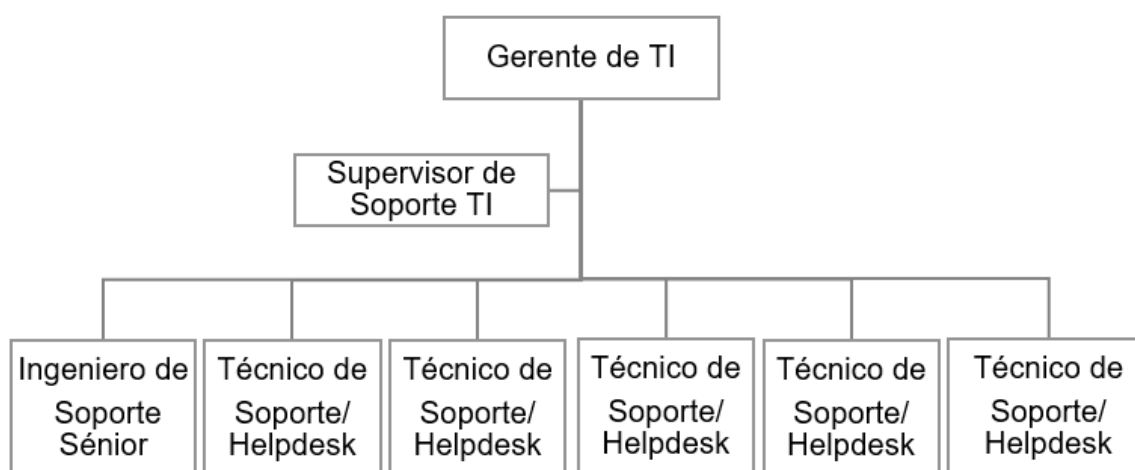 Gerente de TI
Supervisor de
Soporte TI
Ingeniero de
Soporte
Sénior
Técnico de
Soporte/
Helpdesk
Técnico de
Soporte/
Helpdesk
Técnico de
Soporte/
Helpdesk
Técnico de
Soporte/
Helpdesk
Técnico de
Soporte/
Helpdesk